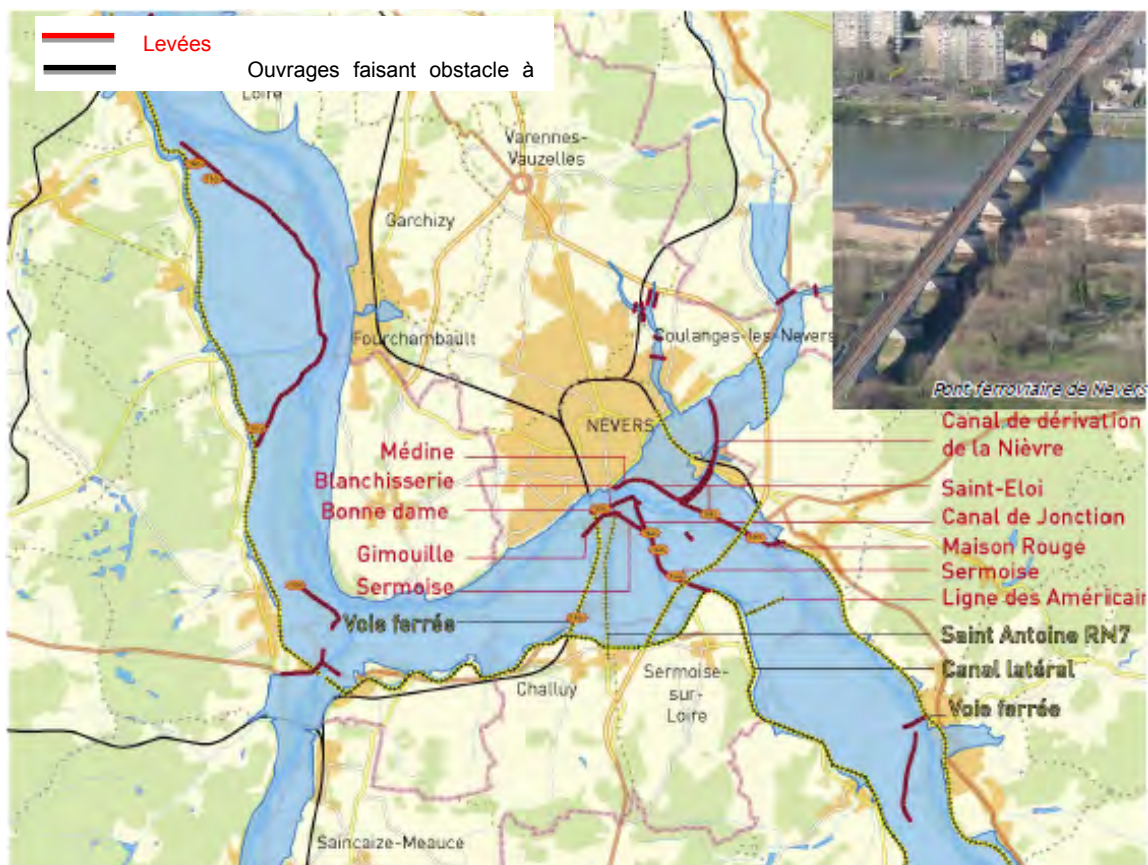 Levées
Ouvrages faisant obstacle à
Loire
Varennes-
Vauzelles
Garchizy
Fourchambault
Coulanges-les-Nevers
Pont ferroviaire de Nevers
NEVERS
Canal de dérivation
de la Nièvre
Médine
Blanchisserie
Bonne dame
Gimouille
Sermoise
Voie ferrée
Saint-Eloi
Canal de Jonction
Maison Rouge
Sermoise
Ligne des Américain
Saint Antoine RN7
Canal latéral
Voie ferrée
Challuy
Sermoise-
sur-
Loire
Saincaize-Meauce